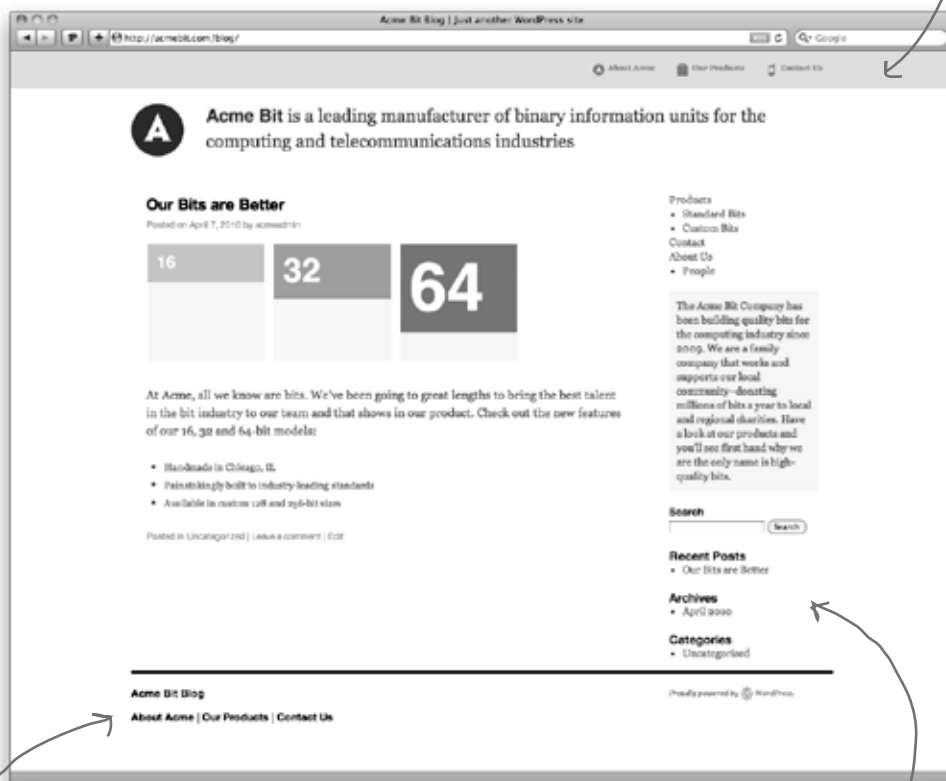 Acme Bit Blog | Just another WordPress site
http://acmebit.com/blog/
RSS
Google
About Acme
Our Products
Contact Us
A
Acme Bit is a leading manufacturer of binary information units for the
computing and telecommunications industries
Our Bits are Better
Posted on April 7, 2010 by acmeadmin
16
32
64
At Acme, all we know are bits. We've been going to great lengths to bring the best talent
in the bit industry to our team and that shows in our product. Check out the new features
of our 16, 32 and 64-bit models:
• Handmade in Chicago, IL
• Painstakingly built to industry-leading standards
• Available in custom 128 and 256-bit sizes
Posted in Uncategorized | Leave a comment | Edit
Products
• Standard Bits
• Custom Bits
Contact
About Us
• People
The Acme Bit Company has
been building quality bits for
the computing industry since
2009. We are a family
company that works and
supports our local
community—donating
millions of bits a year to local
and regional charities. Have
a look at our products and
you'll see first hand why we
are the only name is high-
quality bits.
Search
Search
Recent Posts
• Our Bits are Better
Archives
• April 2010
Categories
• Uncategorized
Acme Bit Blog
About Acme | Our Products | Contact Us
Proudly powered by WordPress.